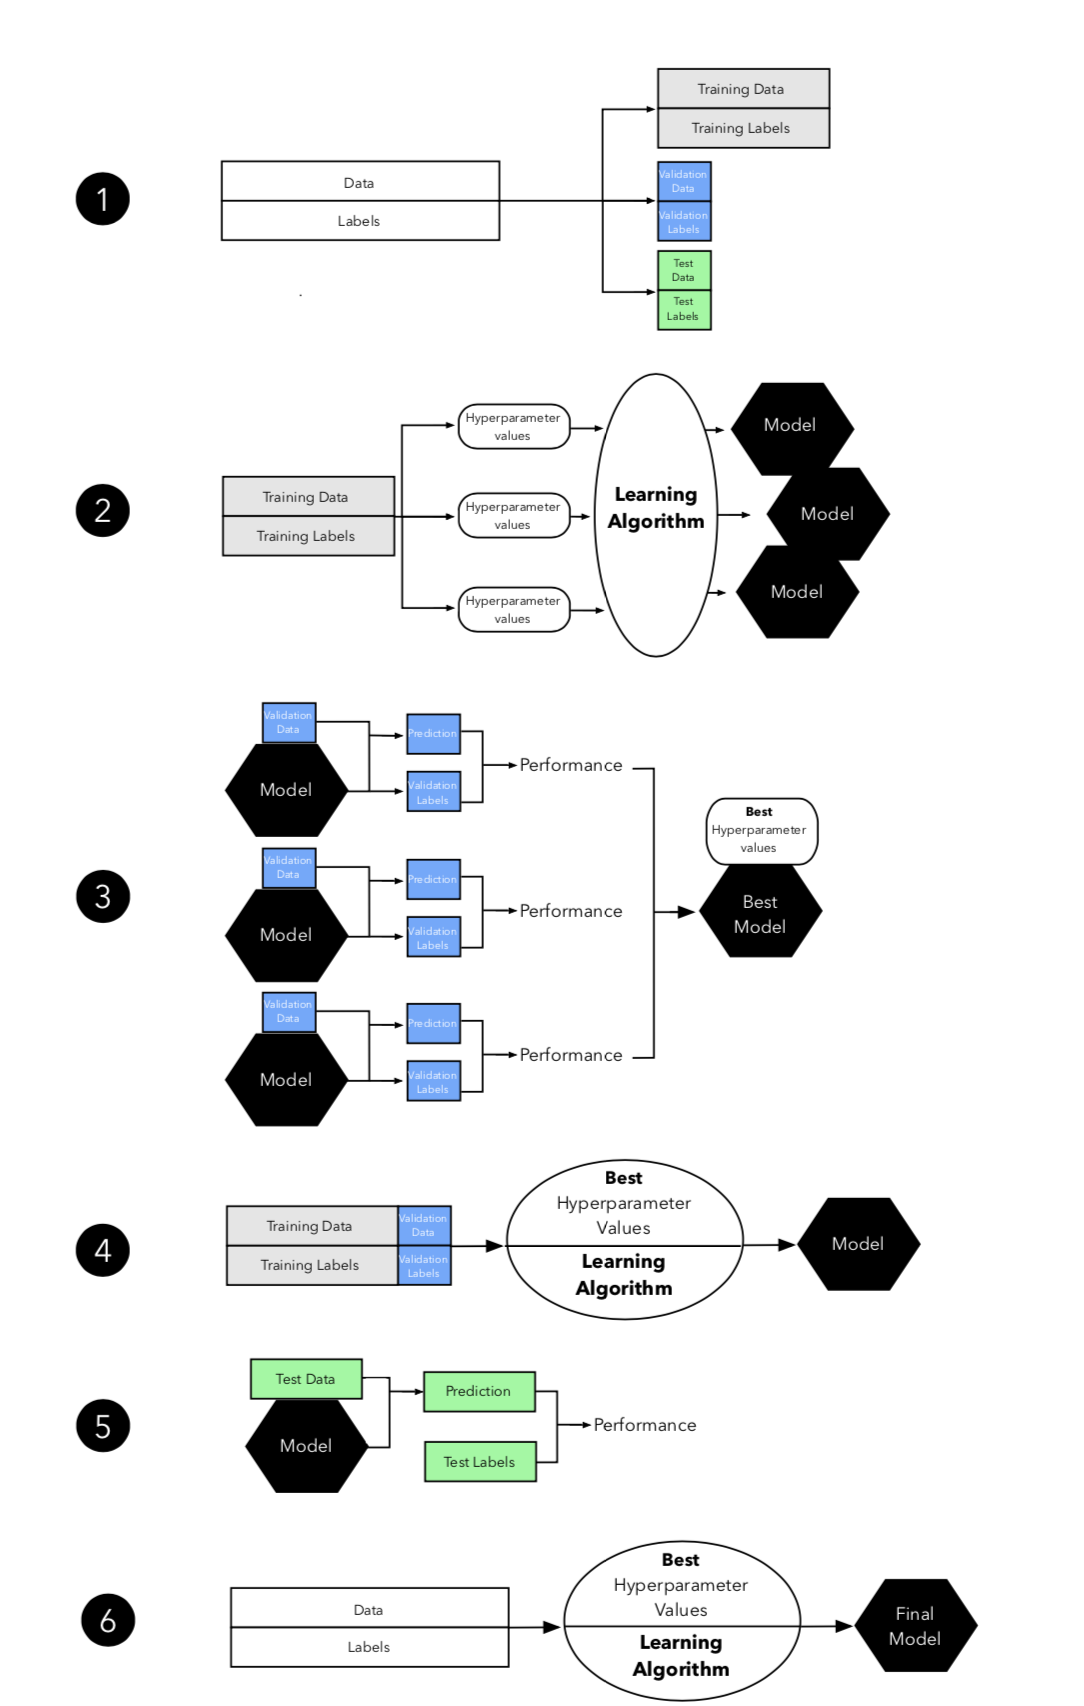 1
Data
Labels
Training Data
Training Labels
Validation
Data
Validation
Labels
Test
Data
Test
Labels
2
Training Data
Training Labels
Hyperparameter
values
Hyperparameter
values
Hyperparameter
values
Learning
Algorithm
Model
Model
Model
3
Validation
Data
Model
Prediction
Validation
Labels
Performance
Validation
Data
Model
Prediction
Validation
Labels
Performance
Validation
Data
Model
Prediction
Validation
Labels
Performance
Best
Hyperparameter
values
Best
Model
4
Training Data
Training Labels
Validation
Data
Validation
Labels
Best
Hyperparameter
Values
Learning
Algorithm
Model
5
Test Data
Model
Prediction
Test Labels
Performance
6
Data
Labels
Best
Hyperparameter
Values
Learning
Algorithm
Final
Model